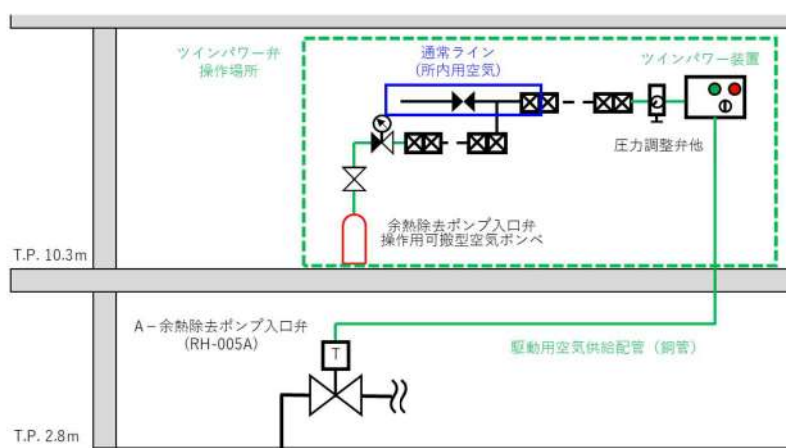 ツインパワー弁
操作場所
通常ライン
(所内用空気)
ツインパワー装置
圧力調整弁他
余熱除去ポンプ入口弁
操作用可搬型空気ボンベ
T.P. 10.3m
A－余熱除去ポンプ入口弁
(RH-005A)
T
駆動用空気供給配管（銅管）
T.P. 2.8m